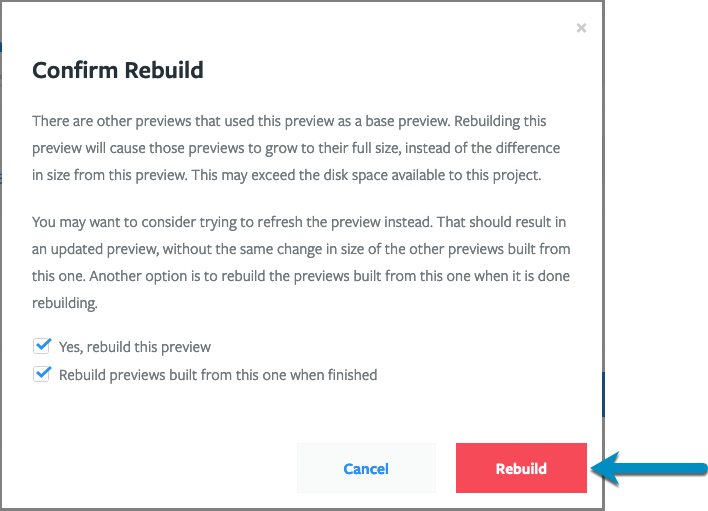 ×
Confirm Rebuild
There are other previews that used this preview as a base preview. Rebuilding this
preview will cause those previews to grow to their full size, instead of the difference
in size from this preview. This may exceed the disk space available to this project.
You may want to consider trying to refresh the preview instead. That should result in
an updated preview, without the same change in size of the other previews built from
this one. Another option is to rebuild the previews built from this one when it is done
rebuilding.
Yes, rebuild this preview
Rebuild previews built from this one when finished
Cancel
Rebuild